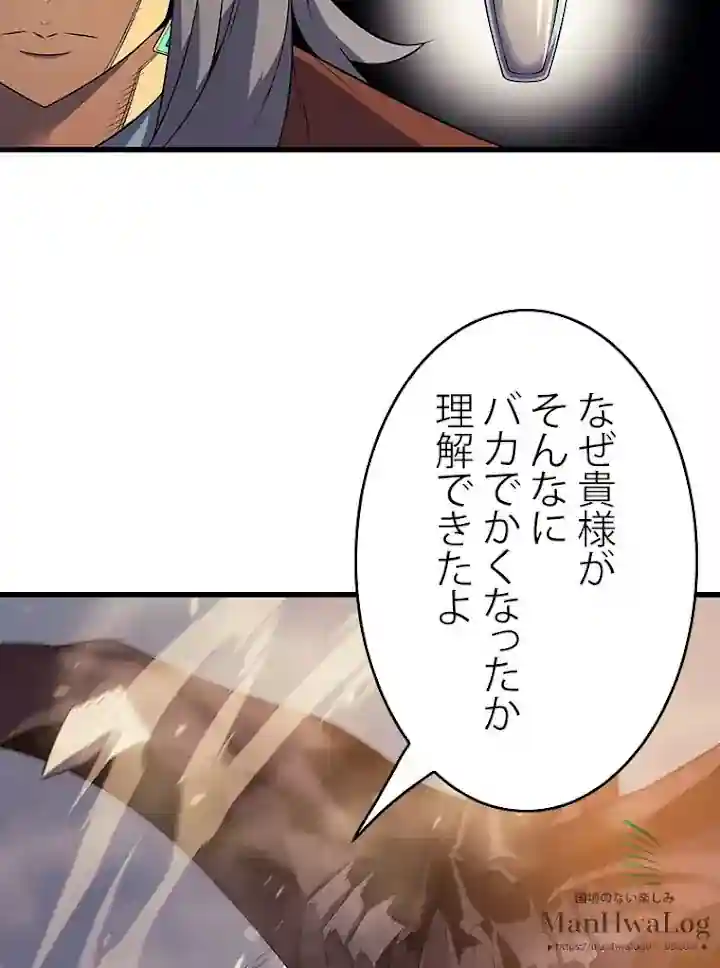 なぜ貴様が
そんなに
バカでかくなったか
理解できたよ
国境のない楽しみ
ManHwaLog